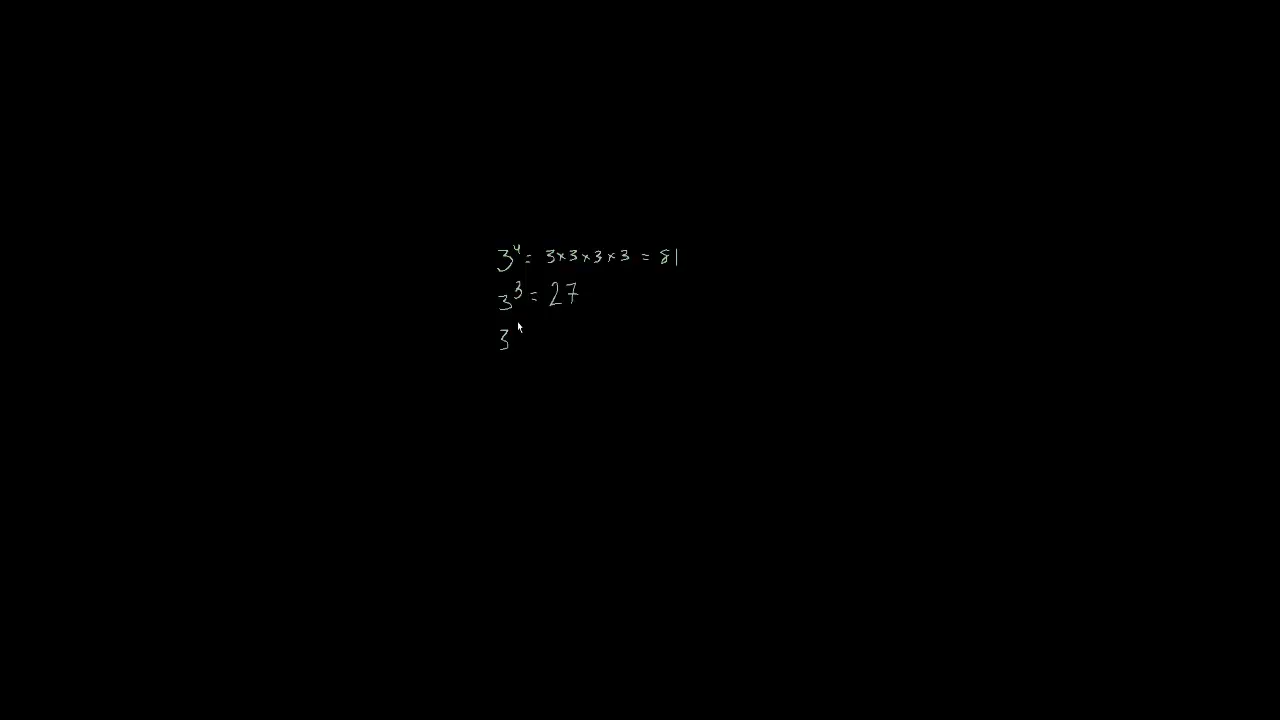 3⁴ = 3×3×3×3 = 81
3³ = 27
3